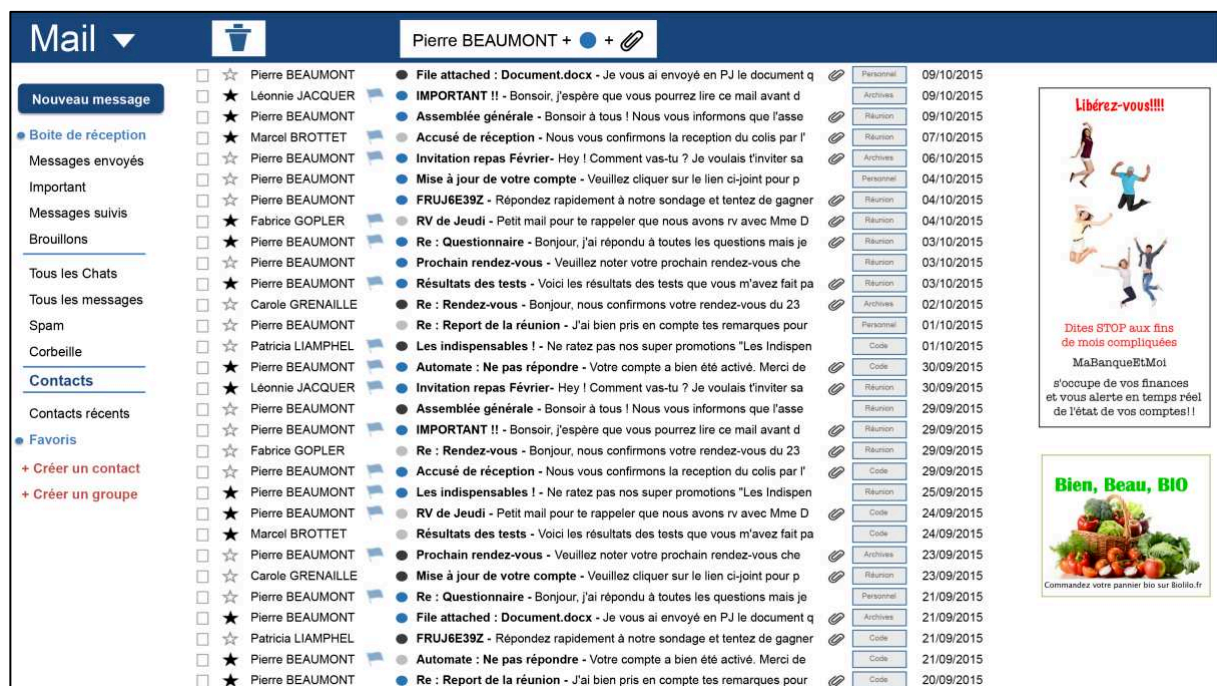 Mail
Pierre BEAUMONT + ● +
Nouveau message
Boite de réception
Messages envoyés
Important
Messages suivis
Brouillons
Tous les Chats
Tous les messages
Spam
Corbeille
Contacts
Contacts récents
Favoris
+ Créer un contact
+ Créer un groupe
Pierre BEAUMONT File attached : Document.docx - Je vous ai envoyé en PJ le document q Personnel 09/10/2015
Léonnie JACQUER IMPORTANT !! - Bonsoir, j'espère que vous pourrez lire ce mail avant d Archives 09/10/2015
Pierre BEAUMONT Assemblée générale - Bonsoir à tous ! Nous vous informons que l'asse Réunion 09/10/2015
Marcel BROTTET Accusé de réception - Nous vous confirmons la reception du colis par l' Réunion 07/10/2015
Pierre BEAUMONT Invitation repas Février- Hey ! Comment vas-tu ? Je voulais t'inviter sa Archives 06/10/2015
Pierre BEAUMONT Mise à jour de votre compte - Veuillez cliquer sur le lien ci-joint pour p Personnel 04/10/2015
Pierre BEAUMONT FRUJ6E39Z - Répondez rapidement à notre sondage et tentez de gagner Réunion 04/10/2015
Fabrice GOPLER RV de Jeudi - Petit mail pour te rappeler que nous avons rv avec Mme D Réunion 04/10/2015
Pierre BEAUMONT Re : Questionnaire - Bonjour, j'ai répondu à toutes les questions mais je Réunion 03/10/2015
Pierre BEAUMONT Prochain rendez-vous - Veuillez noter votre prochain rendez-vous che Réunion 03/10/2015
Pierre BEAUMONT Résultats des tests - Voici les résultats des tests que vous m'avez fait pa Réunion 03/10/2015
Carole GRENAILLE Re : Rendez-vous - Bonjour, nous confirmons votre rendez-vous du 23 Archives 02/10/2015
Pierre BEAUMONT Re : Report de la réunion - J'ai bien pris en compte tes remarques pour Personnel 01/10/2015
Patricia LIAMPHEL Les indispensables ! - Ne ratez pas nos super promotions "Les Indispen Code 01/10/2015
Pierre BEAUMONT Automate : Ne pas répondre - Votre compte a bien été activé. Merci de Code 30/09/2015
Léonnie JACQUER Invitation repas Février- Hey ! Comment vas-tu ? Je voulais t'inviter sa Réunion 30/09/2015
Pierre BEAUMONT Assemblée générale - Bonsoir à tous ! Nous vous informons que l'asse Réunion 29/09/2015
Pierre BEAUMONT IMPORTANT !! - Bonsoir, j'espère que vous pourrez lire ce mail avant d Réunion 29/09/2015
Fabrice GOPLER Re : Rendez-vous - Bonjour, nous confirmons votre rendez-vous du 23 Réunion 29/09/2015
Pierre BEAUMONT Accusé de réception - Nous vous confirmons la reception du colis par l' Code 29/09/2015
Pierre BEAUMONT Les indispensables ! - Ne ratez pas nos super promotions "Les Indispen Réunion 25/09/2015
Pierre BEAUMONT RV de Jeudi - Petit mail pour te rappeler que nous avons rv avec Mme D Code 24/09/2015
Marcel BROTTET Résultats des tests - Voici les résultats des tests que vous m'avez fait pa Code 24/09/2015
Pierre BEAUMONT Prochain rendez-vous - Veuillez noter votre prochain rendez-vous che Archives 23/09/2015
Carole GRENAILLE Mise à jour de votre compte - Veuillez cliquer sur le lien ci-joint pour p Réunion 23/09/2015
Pierre BEAUMONT Re : Questionnaire - Bonjour, j'ai répondu à toutes les questions mais je Personnel 21/09/2015
Pierre BEAUMONT File attached : Document.docx - Je vous ai envoyé en PJ le document q Archives 21/09/2015
Patricia LIAMPHEL FRUJ6E39Z - Répondez rapidement à notre sondage et tentez de gagner Code 21/09/2015
Pierre BEAUMONT Automate : Ne pas répondre - Votre compte a bien été activé. Merci de Code 21/09/2015
Pierre BEAUMONT Re : Report de la réunion - J'ai bien pris en compte tes remarques pour Code 20/09/2015
Libérez-vous!!!!
Dites STOP aux fins
de mois compliquées
MaBanqueEtMoi
s'occupe de vos finances
et vous alerte en temps réel
de l'état de vos comptes!!
Bien, Beau, BIO
Commandez votre pannier bio sur Biolilo.fr